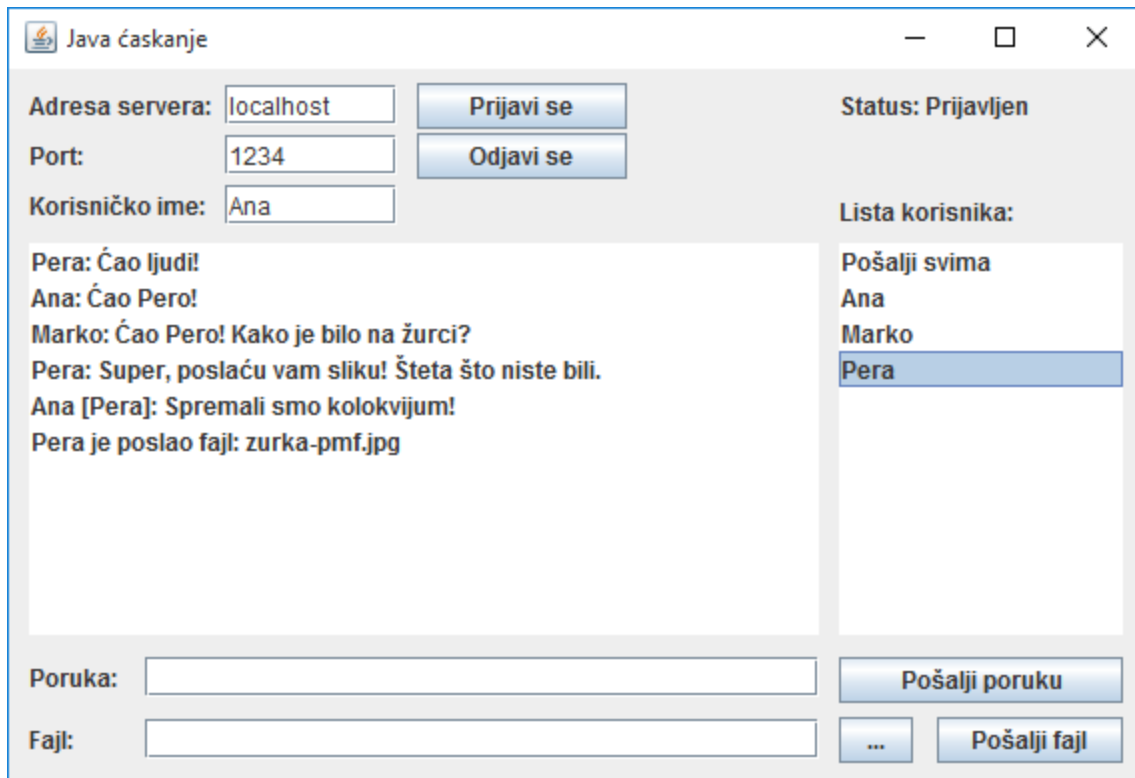 Java ćaskanje
Adresa servera: localhost Prijavi se Status: Prijavljen
Port: 1234 Odjavi se
Korisničko ime: Ana Lista korisnika:
Pera: Ćao ljudi!
Ana: Ćao Pero!
Marko: Ćao Pero! Kako je bilo na žurci?
Pera: Super, poslaću vam sliku! Šteta što niste bili.
Ana [Pera]: Spremali smo kolokvijum!
Pera je poslao fajl: zurka-pmf.jpg
Pošalji svima
Ana
Marko
Pera
Poruka: Pošalji poruku
Fajl: ... Pošalji fajl